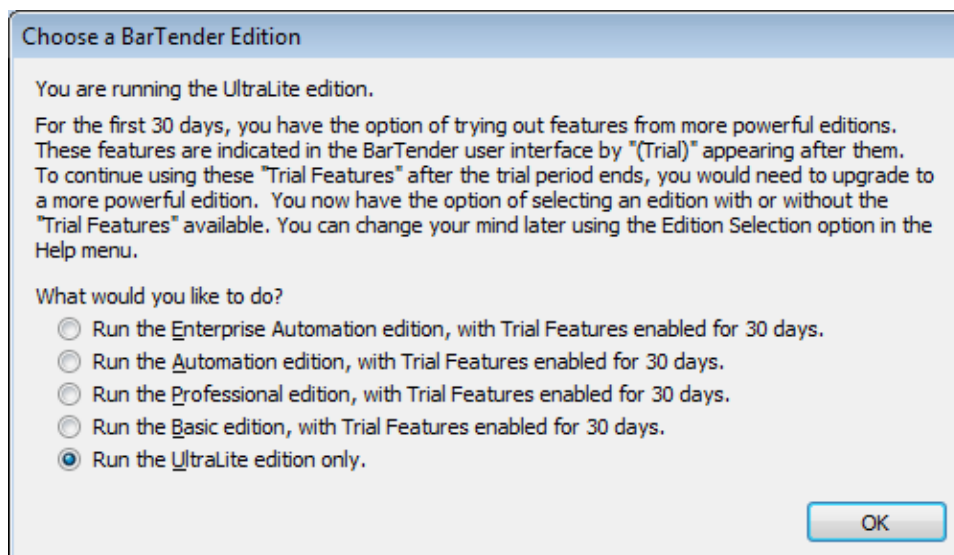 Choose a BarTender Edition
You are running the UltraLite edition.
For the first 30 days, you have the option of trying out features from more powerful editions.
These features are indicated in the BarTender user interface by "(Trial)" appearing after them.
To continue using these "Trial Features" after the trial period ends, you would need to upgrade to
a more powerful edition.  You now have the option of selecting an edition with or without the
"Trial Features" available. You can change your mind later using the Edition Selection option in the
Help menu.
What would you like to do?
Run the Enterprise Automation edition, with Trial Features enabled for 30 days.
Run the Automation edition, with Trial Features enabled for 30 days.
Run the Professional edition, with Trial Features enabled for 30 days.
Run the Basic edition, with Trial Features enabled for 30 days.
Run the UltraLite edition only.
OK